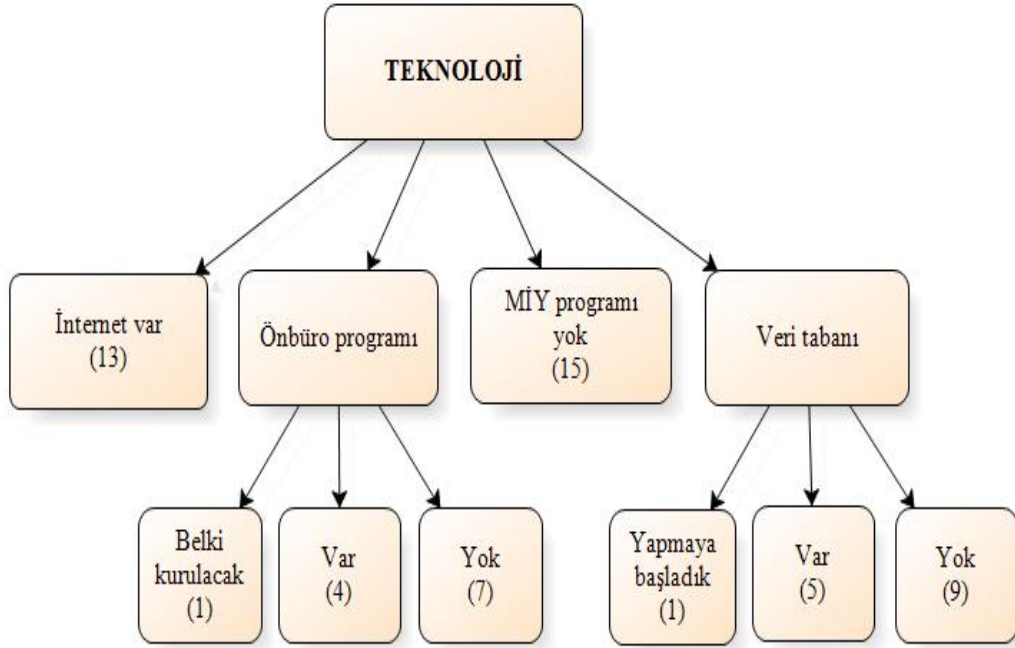 TEKNOLOJİ
İnternet var
(13)
Önbüro programı
MİY programı
yok
(15)
Veri tabanı
Belki
kurulacak
(1)
Var
(4)
Yok
(7)
Yapmaya
başladık
(1)
Var
(5)
Yok
(9)